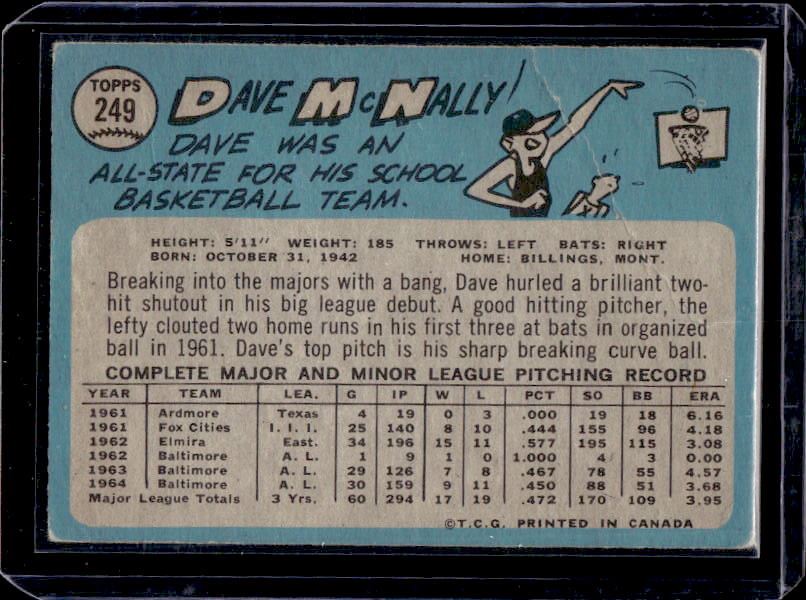 TOPPS
249
DAVE McNALLY
DAVE WAS AN
ALL-STATE FOR HIS SCHOOL
BASKETBALL TEAM.
HEIGHT: 5'11" WEIGHT: 185 THROWS: LEFT BATS: RIGHT
BORN: OCTOBER 31, 1942 HOME: BILLINGS, MONT.
Breaking into the majors with a bang, Dave hurled a brilliant two-
hit shutout in his big league debut. A good hitting pitcher, the
lefty clouted two home runs in his first three at bats in organized
ball in 1961. Dave's top pitch is his sharp breaking curve ball.
COMPLETE MAJOR AND MINOR LEAGUE PITCHING RECORD
YEAR TEAM LEA. G IP W L PCT SO BB ERA
1961 Ardmore Texas 4 19 0 3 .000 19 18 6.16
1961 Fox Cities I. I. I. 25 140 8 10 .444 155 96 4.18
1962 Elmira East. 34 196 15 11 .577 195 115 3.08
1962 Baltimore A. L. 1 9 1 0 1.000 4 3 0.00
1963 Baltimore A. L. 29 126 7 8 .467 78 55 4.57
1964 Baltimore A. L. 30 159 9 11 .450 88 51 3.68
Major League Totals 3 Yrs. 60 294 17 19 .472 170 109 3.95
©T.C.G. PRINTED IN CANADA